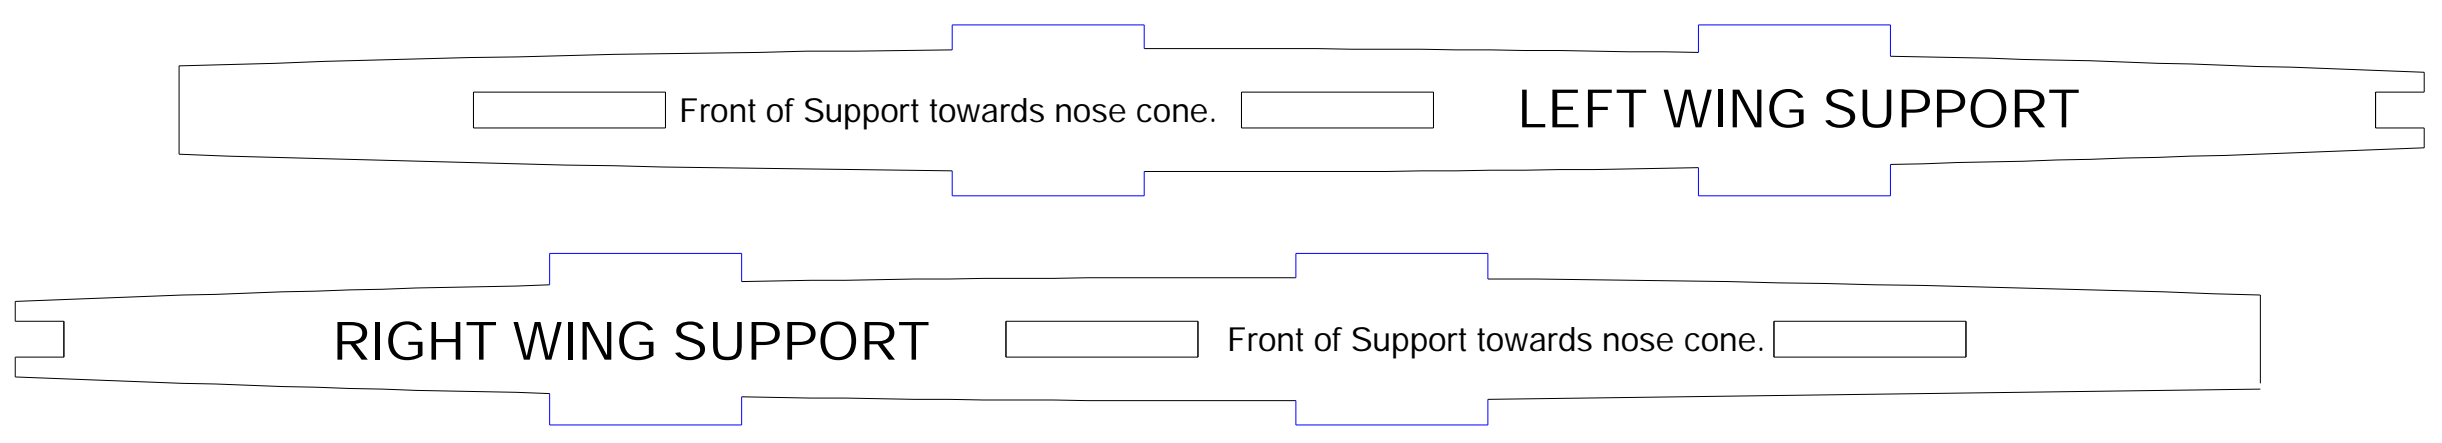 Front of Support towards nose cone.
LEFT WING SUPPORT
RIGHT WING SUPPORT
Front of Support towards nose cone.